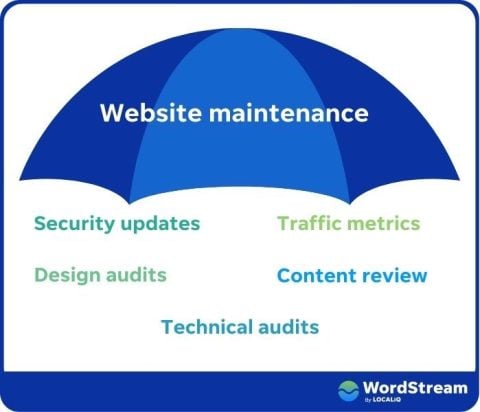 Website maintenance
Security updates
Traffic metrics
Design audits
Content review
Technical audits
WordStream
By LOCALiQ